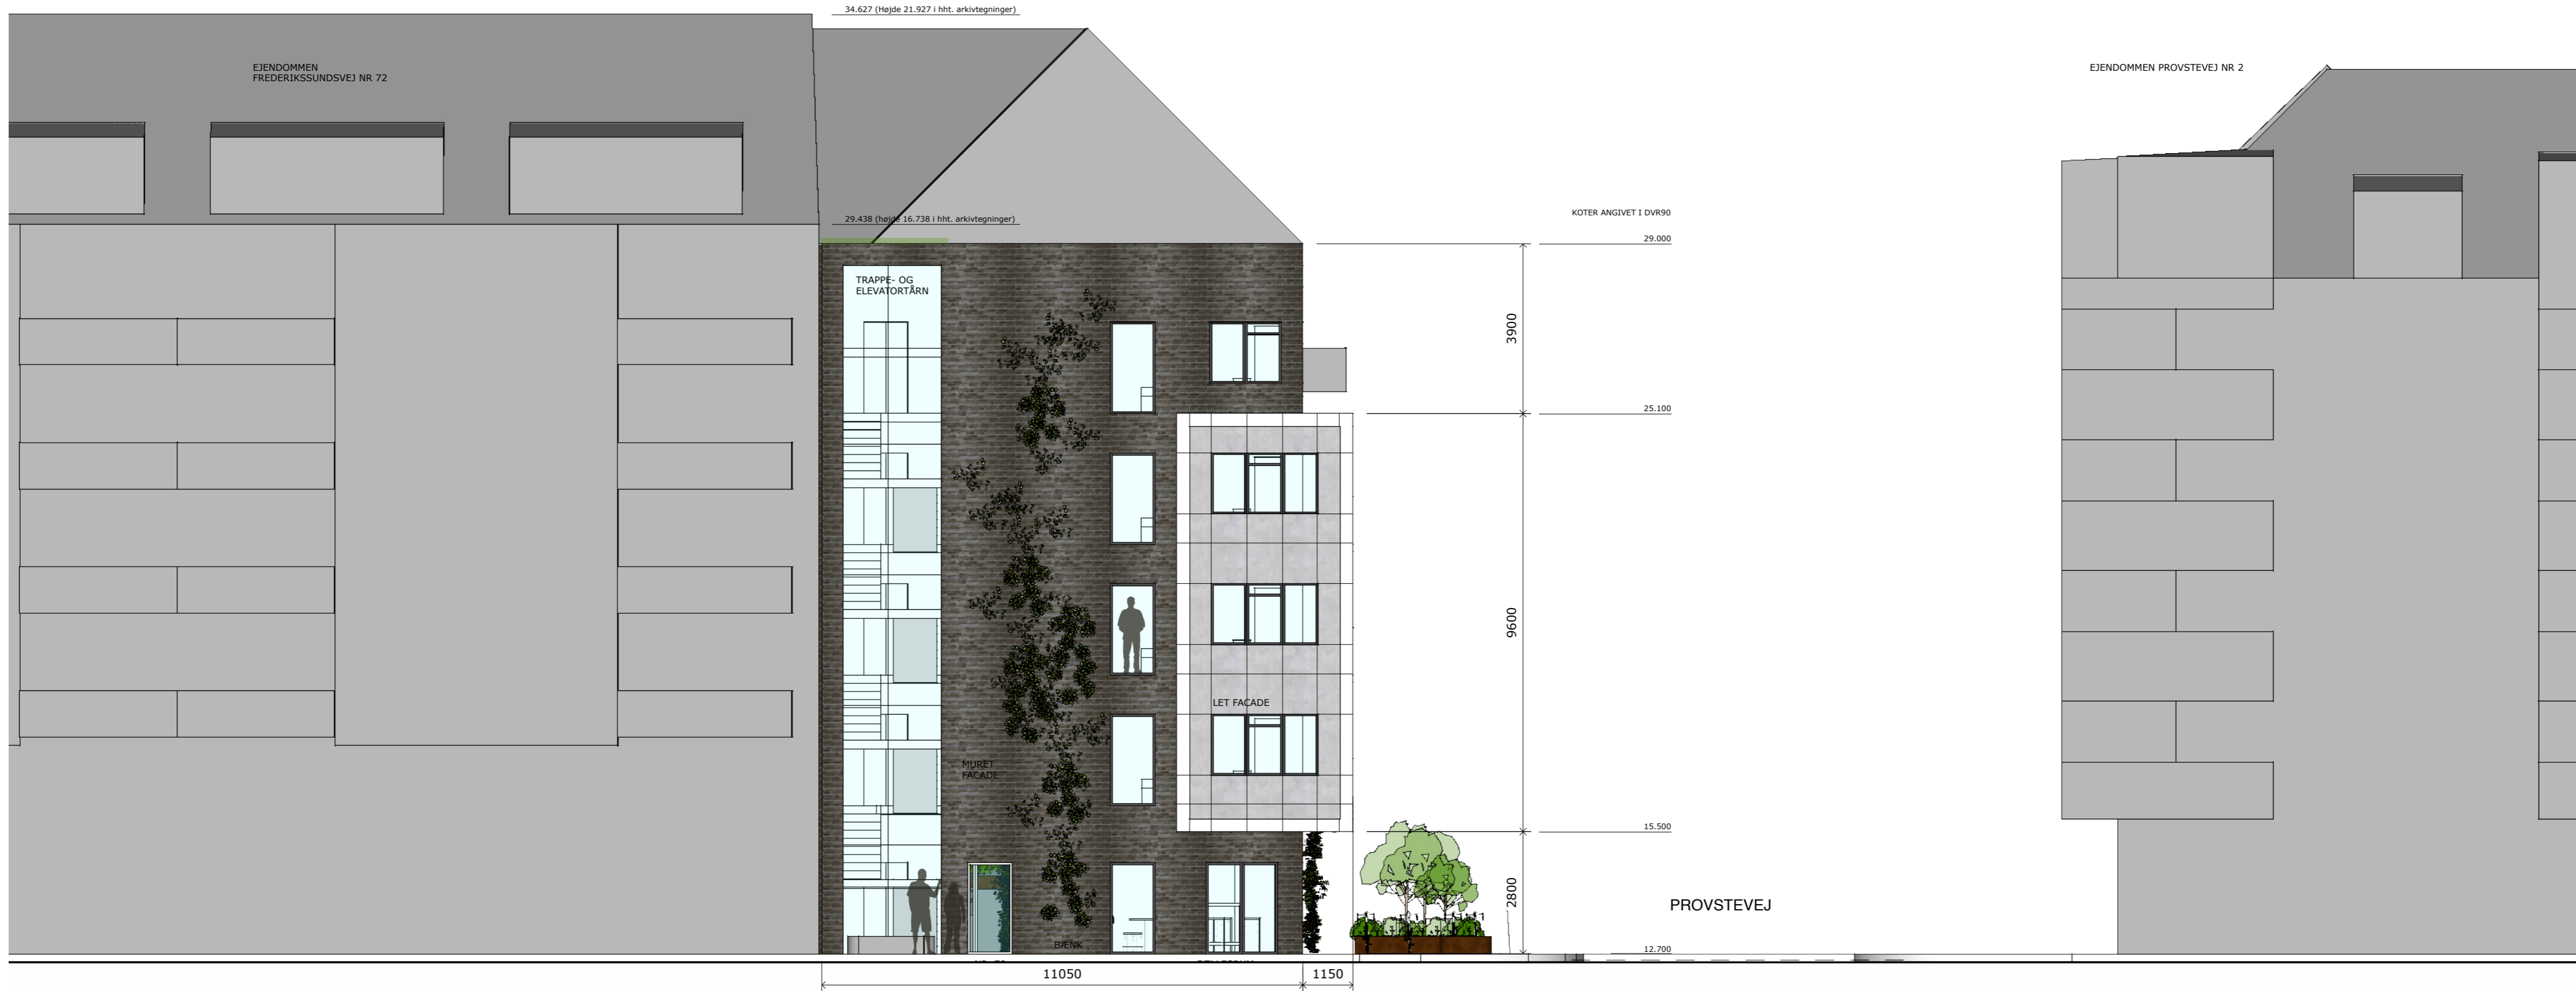 34.627 (Højde 21.927 i hht. arkivtegninger)
EJENDOMMEN
FREDERIKSSUNDSVEJ NR 72
EJENDOMMEN PROVSTEVEJ NR 2
29.438 (højde 16.738 i hht. arkivtegninger)
KOTER ANGIVET I DVR90
29.000
TRAPPE- OG
ELEVATORTÅRN
3900
25.100
9600
LET FACADE
MURET
FACADE
15.500
2800
PROVSTEVEJ
BÆNK
12.700
11050
1150